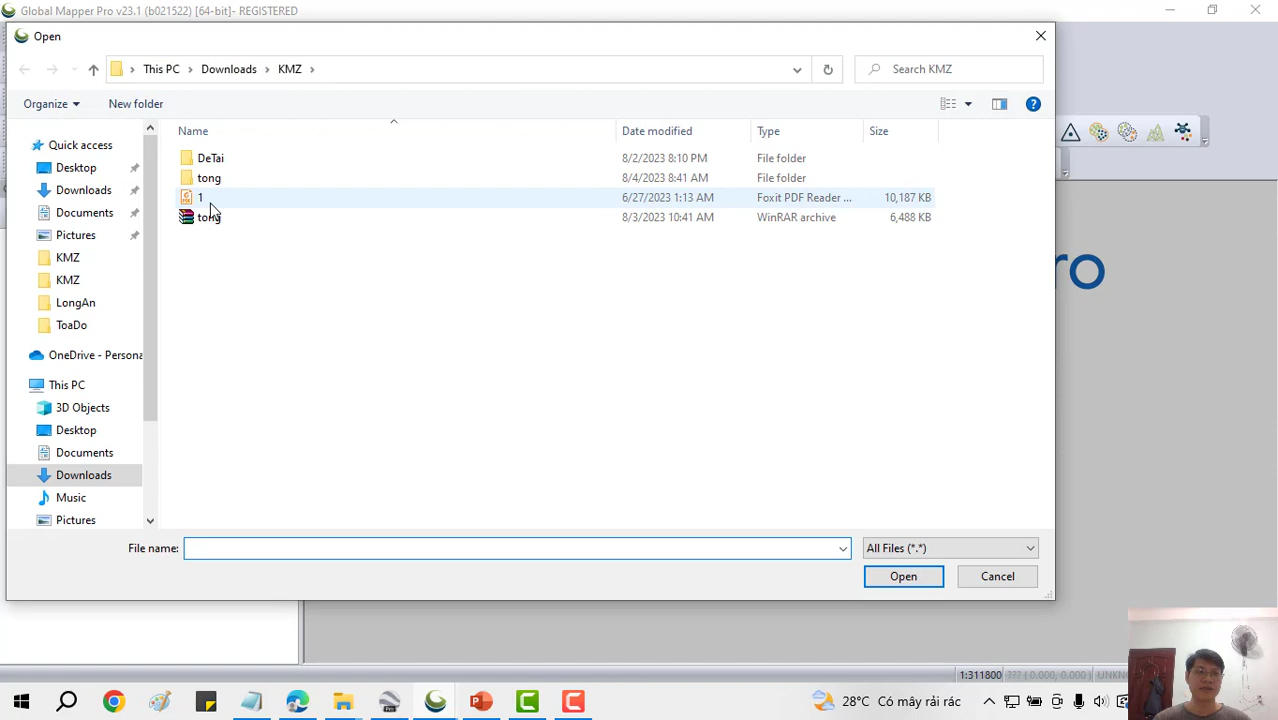 Global Mapper Pro v23.1 (b021522) [64-bit]- REGISTERED
Open
This PC > Downloads > KMZ >
Search KMZ
Organize
New folder
Name
Date modified
Type
Size
DeTai
8/2/2023 8:10 PM
File folder
tong
8/4/2023 8:41 AM
File folder
1
6/27/2023 1:13 AM
Foxit PDF Reader ...
10,187 KB
tong
8/3/2023 10:41 AM
WinRAR archive
6,488 KB
Quick access
Desktop
Downloads
Documents
Pictures
KMZ
KMZ
LongAn
ToaDo
OneDrive - Persona
This PC
3D Objects
Desktop
Documents
Downloads
Music
Pictures
File name:
All Files (*.*)
Open
Cancel
ro
1:311800
??? ( 0.000, 0.000 )
28°C Có mây rải rác